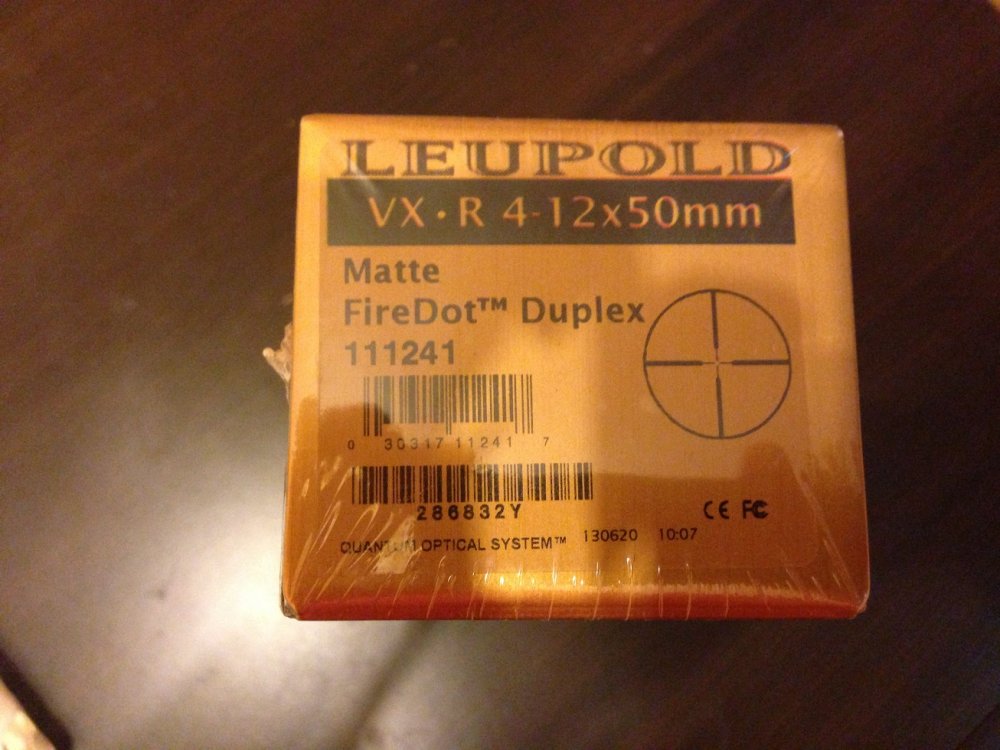 LEUPOLD
VX·R 4-12x50mm
Matte
FireDot™ Duplex
111241
0 30317 11241 7
286832Y
CE FC
QUANTUM OPTICAL SYSTEM™ 130620 10:07